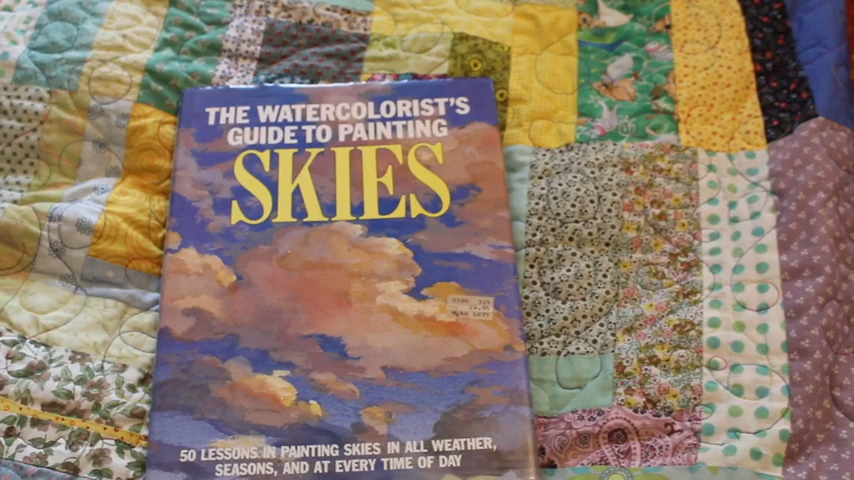 THE WATERCOLORIST'S
GUIDE TO PAINTING
SKIES
50 LESSONS IN PAINTING SKIES IN ALL WEATHER,
SEASONS, AND AT EVERY TIME OF DAY